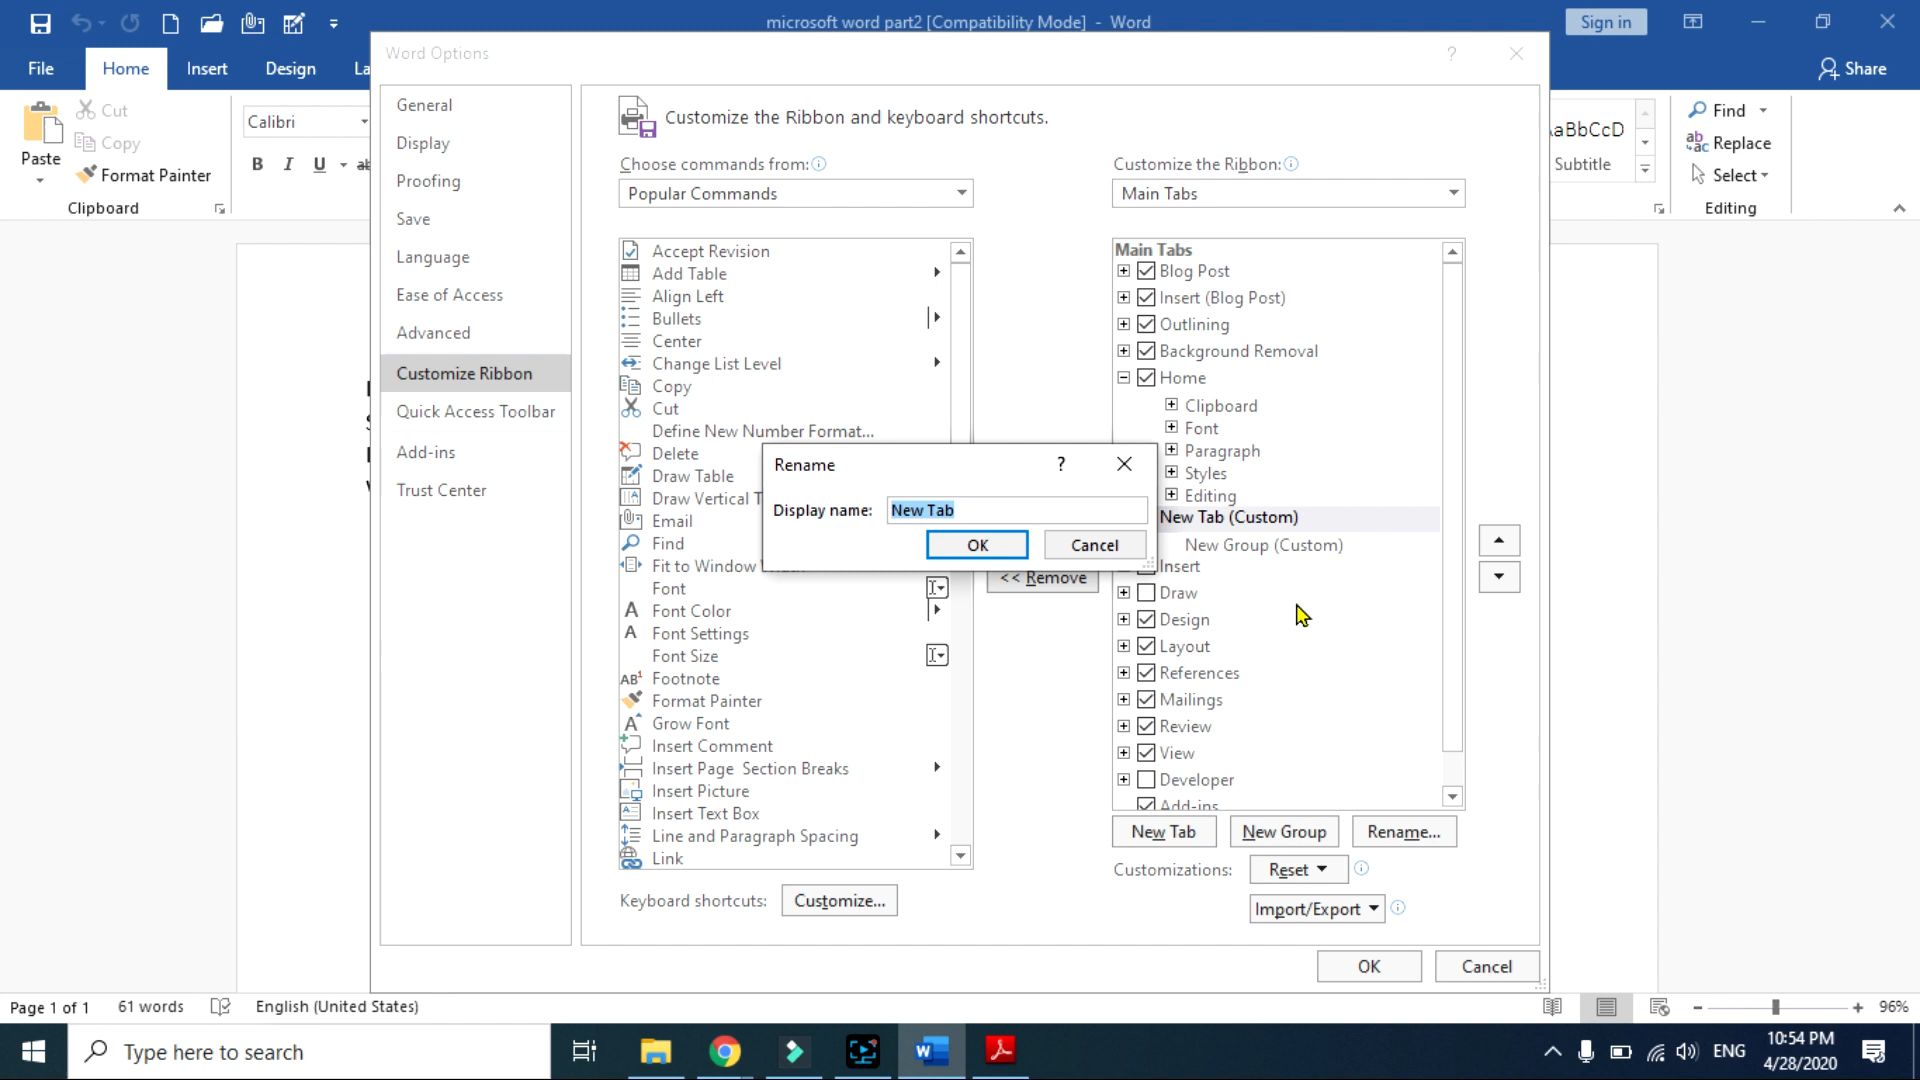 microsoft word part2 [Compatibility Mode] - Word
Sign in
File
Home
Insert
Design
La
Share
Paste
Cut
Copy
Format Painter
Clipboard
Calibri
B I U ab
AaBbCcD
Subtitle
Find
Replace
Select
Editing
Word Options
General
Display
Proofing
Save
Language
Ease of Access
Advanced
Customize Ribbon
Quick Access Toolbar
Add-ins
Trust Center
Customize the Ribbon and keyboard shortcuts.
Choose commands from:
Popular Commands
Accept Revision
Add Table
Align Left
Bullets
Center
Change List Level
Copy
Cut
Define New Number Format...
Delete
Draw Table
Draw Vertical T
Email
Find
Fit to Window
Font
Font Color
Font Settings
Font Size
Footnote
Format Painter
Grow Font
Insert Comment
Insert Page Section Breaks
Insert Picture
Insert Text Box
Line and Paragraph Spacing
Link
Keyboard shortcuts: Customize...
Rename
Display name: New Tab
OK
Cancel
<< Remove
Customize the Ribbon:
Main Tabs
Main Tabs
Blog Post
Insert (Blog Post)
Outlining
Background Removal
Home
Clipboard
Font
Paragraph
Styles
Editing
New Tab (Custom)
New Group (Custom)
Insert
Draw
Design
Layout
References
Mailings
Review
View
Developer
Add-ins
New Tab
New Group
Rename...
Customizations: Reset
Import/Export
OK
Cancel
Page 1 of 1
61 words
English (United States)
96%
Type here to search
ENG
10:54 PM
4/28/2020